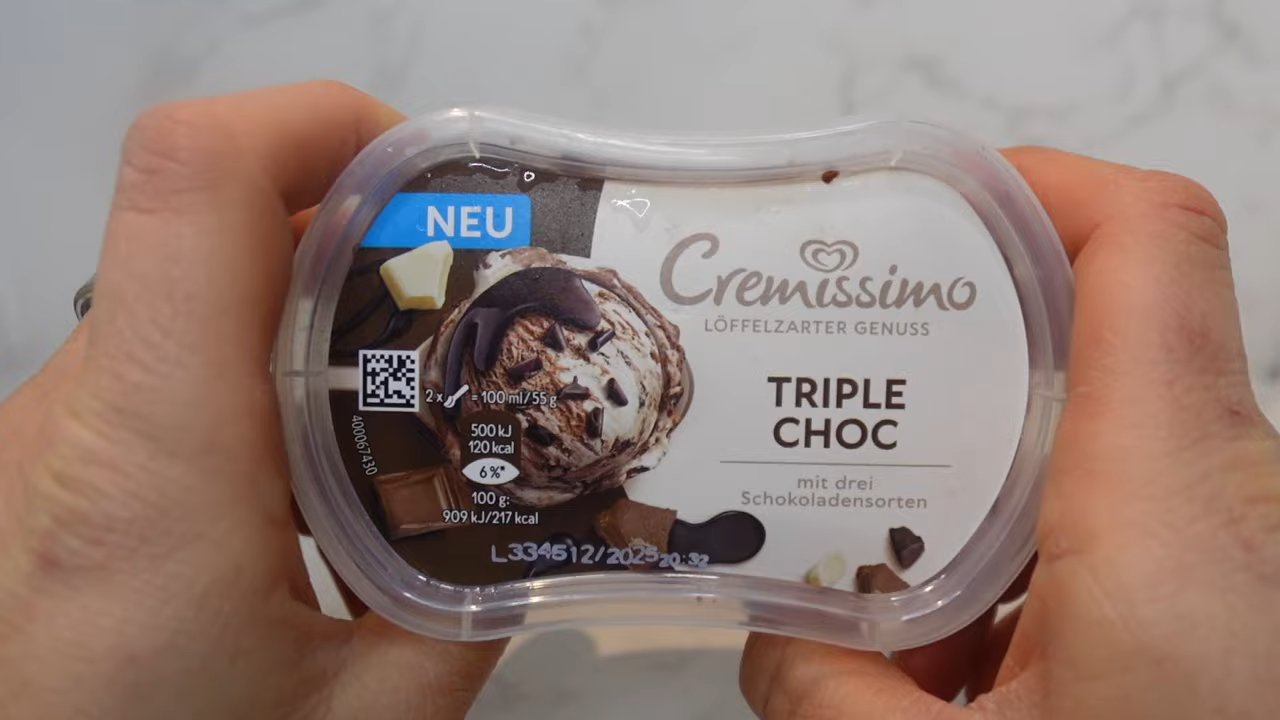 NEU
Cremissimo
LÖFFELZARTER GENUSS
TRIPLE
CHOC
mit drei
Schokoladensorten
2 x = 100 ml/55 g
500 kJ
120 kcal
6 %*
100 g:
909 kJ/217 kcal
400067430
L334512/2025 20:32